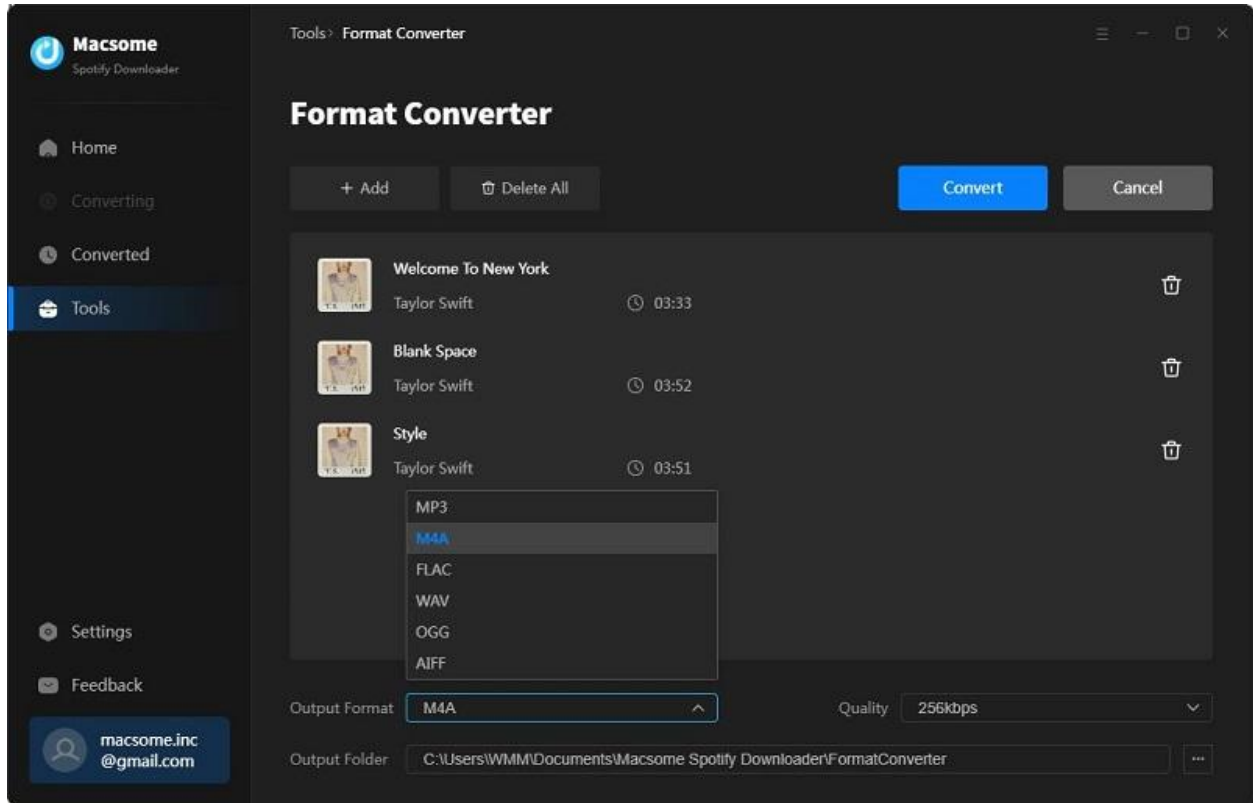 Macsome
Spotify Downloader
Home
Converting
Converted
Tools
Settings
Feedback
macsome.inc
@gmail.com
Tools› Format Converter
Format Converter
+ Add
Delete All
Convert
Cancel
Welcome To New York
Taylor Swift
03:33
Blank Space
Taylor Swift
03:52
Style
Taylor Swift
03:51
MP3
M4A
FLAC
WAV
OGG
AIFF
Output Format
M4A
Quality
256kbps
Output Folder
C:\Users\WMM\Documents\Macsome Spotify Downloader\FormatConverter
...